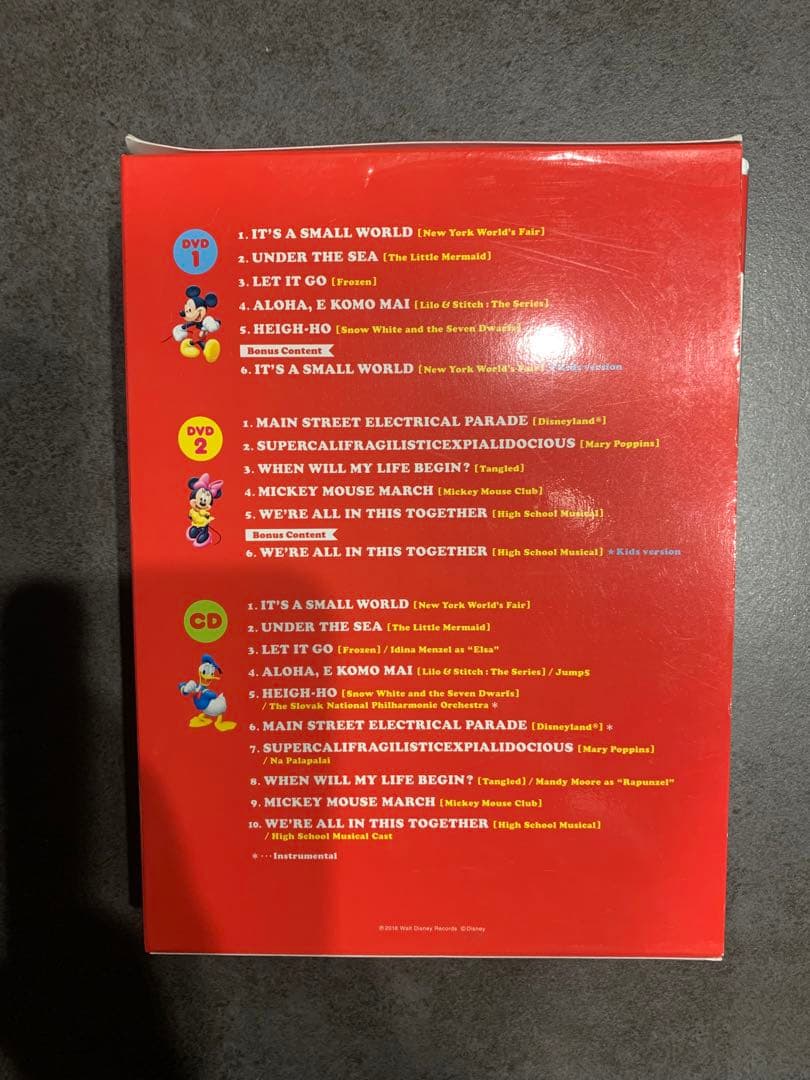 DVD
1
1. IT'S A SMALL WORLD [New York World's Fair]
2. UNDER THE SEA [The Little Mermaid]
3. LET IT GO [Frozen]
4. ALOHA, E KOMO MAI [Lilo & Stitch : The Series]
5. HEIGH-HO [Snow White and the Seven Dwarfs]
Bonus Content
6. IT'S A SMALL WORLD [New York World's Fair] ★Kids version
DVD
2
1. MAIN STREET ELECTRICAL PARADE [Disneyland®]
2. SUPERCALIFRAGILISTICEXPIALIDOCIOUS [Mary Poppins]
3. WHEN WILL MY LIFE BEGIN? [Tangled]
4. MICKEY MOUSE MARCH [Mickey Mouse Club]
5. WE'RE ALL IN THIS TOGETHER [High School Musical]
Bonus Content
6. WE'RE ALL IN THIS TOGETHER [High School Musical] ★Kids version
CD
1. IT'S A SMALL WORLD [New York World's Fair]
2. UNDER THE SEA [The Little Mermaid]
3. LET IT GO [Frozen] / Idina Menzel as "Elsa"
4. ALOHA, E KOMO MAI [Lilo & Stitch : The Series] / Jump5
5. HEIGH-HO [Snow White and the Seven Dwarfs]
/ The Slovak National Philharmonic Orchestra *
6. MAIN STREET ELECTRICAL PARADE [Disneyland®] *
7. SUPERCALIFRAGILISTICEXPIALIDOCIOUS [Mary Poppins]
/ Na Palapalai
8. WHEN WILL MY LIFE BEGIN? [Tangled] / Mandy Moore as "Rapunzel"
9. MICKEY MOUSE MARCH [Mickey Mouse Club]
10. WE'RE ALL IN THIS TOGETHER [High School Musical]
/ High School Musical Cast
* ･･･Instrumental
℗2018 Walt Disney Records ©Disney